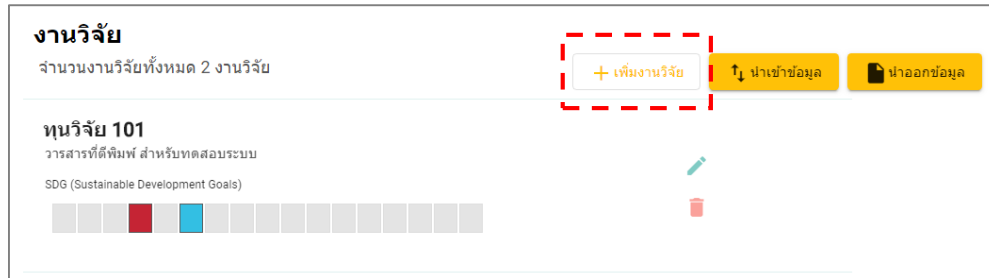 งานวิจัย
จำนวนงานวิจัยทั้งหมด 2 งานวิจัย
เพิ่มงานวิจัย
นำเข้าข้อมูล
นำออกข้อมูล
ทุนวิจัย 101
วารสารที่ตีพิมพ์ สำหรับทดสอบระบบ
SDG (Sustainable Development Goals)